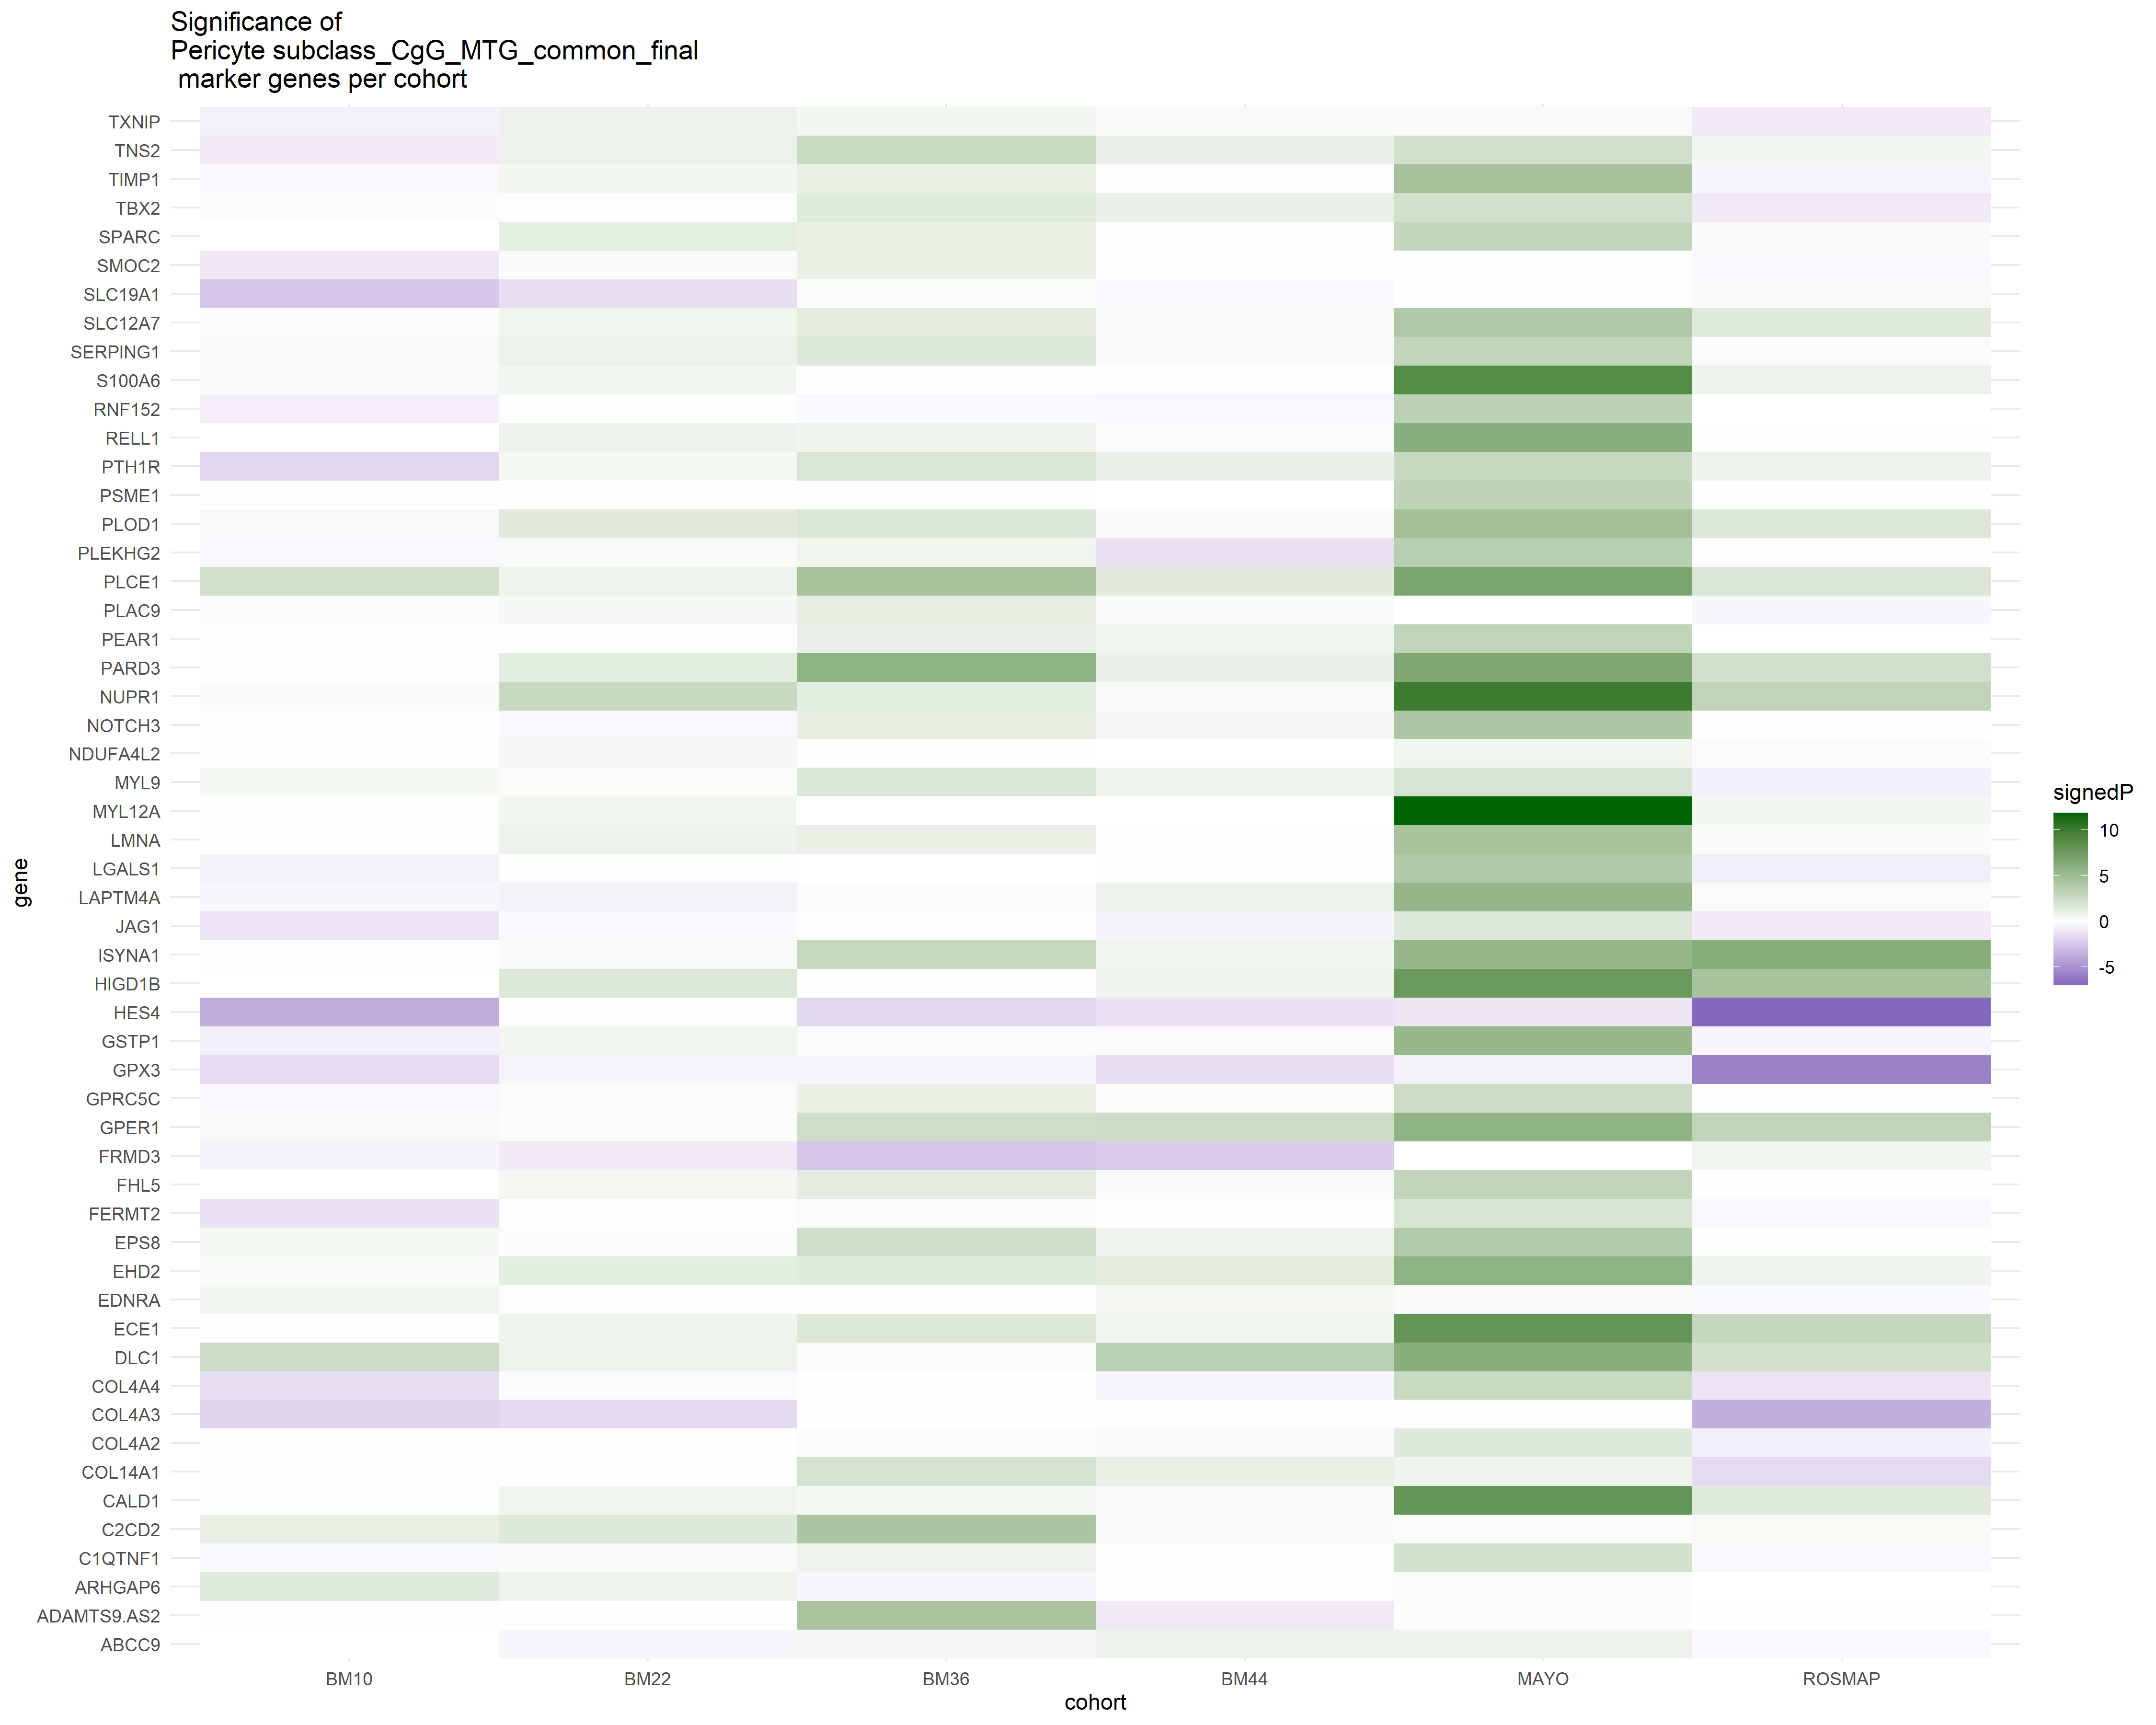 Significance of
Pericyte subclass_CgG_MTG_common_final
marker genes per cohort
TXNIP
TNS2
TIMP1
TBX2
SPARC
SMOC2
SLC19A1
SLC12A7
SERPING1
S100A6
RNF152
RELL1
PTH1R
PSME1
PLOD1
PLEKHG2
PLCE1
PLAC9
PEAR1
PARD3
NUPR1
NOTCH3
NDUFA4L2
MYL9
MYL12A
LMNA
LGALS1
LAPTM4A
JAG1
ISYNA1
HIGD1B
HES4
GSTP1
GPX3
GPRC5C
GPER1
FRMD3
FHL5
FERMT2
EPS8
EHD2
EDNRA
ECE1
DLC1
COL4A4
COL4A3
COL4A2
COL14A1
CALD1
C2CD2
C1QTNF1
ARHGAP6
ADAMTS9.AS2
ABCC9
gene
BM10 BM22 BM36 BM44 MAYO ROSMAP
cohort
signedP
10
5
0
-5